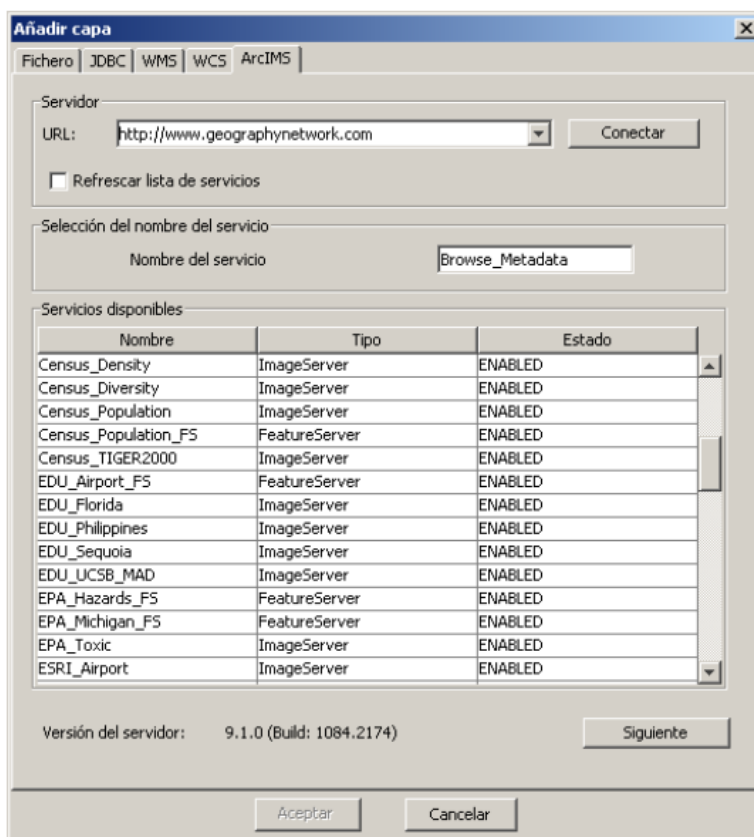 Añadir capa
Fichero JDBC WMS WCS ArcIMS
Servidor
URL: http://www.geographynetwork.com Conectar
Refrescar lista de servicios
Selección del nombre del servicio
Nombre del servicio Browse_Metadata
Servicios disponibles
Nombre Tipo Estado
Census_Density ImageServer ENABLED
Census_Diversity ImageServer ENABLED
Census_Population ImageServer ENABLED
Census_Population_FS FeatureServer ENABLED
Census_TIGER2000 ImageServer ENABLED
EDU_Airport_FS FeatureServer ENABLED
EDU_Florida ImageServer ENABLED
EDU_Philippines ImageServer ENABLED
EDU_Sequoia ImageServer ENABLED
EDU_UCSB_MAD ImageServer ENABLED
EPA_Hazards_FS FeatureServer ENABLED
EPA_Michigan_FS FeatureServer ENABLED
EPA_Toxic ImageServer ENABLED
ESRI_Airport ImageServer ENABLED
Versión del servidor: 9.1.0 (Build: 1084.2174) Siguiente
Aceptar Cancelar